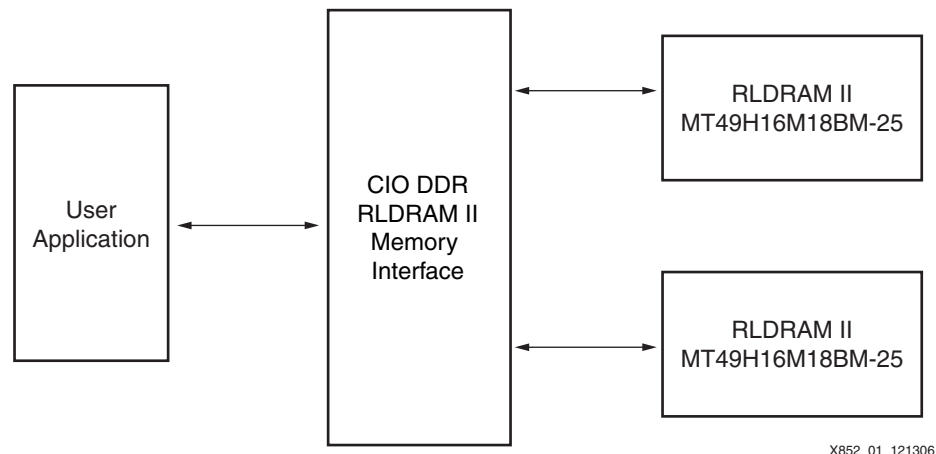 User
Application
CIO DDR
RLDRAM II
Memory
Interface
RLDRAM II
MT49H16M18BM-25
RLDRAM II
MT49H16M18BM-25
X852_01_121306